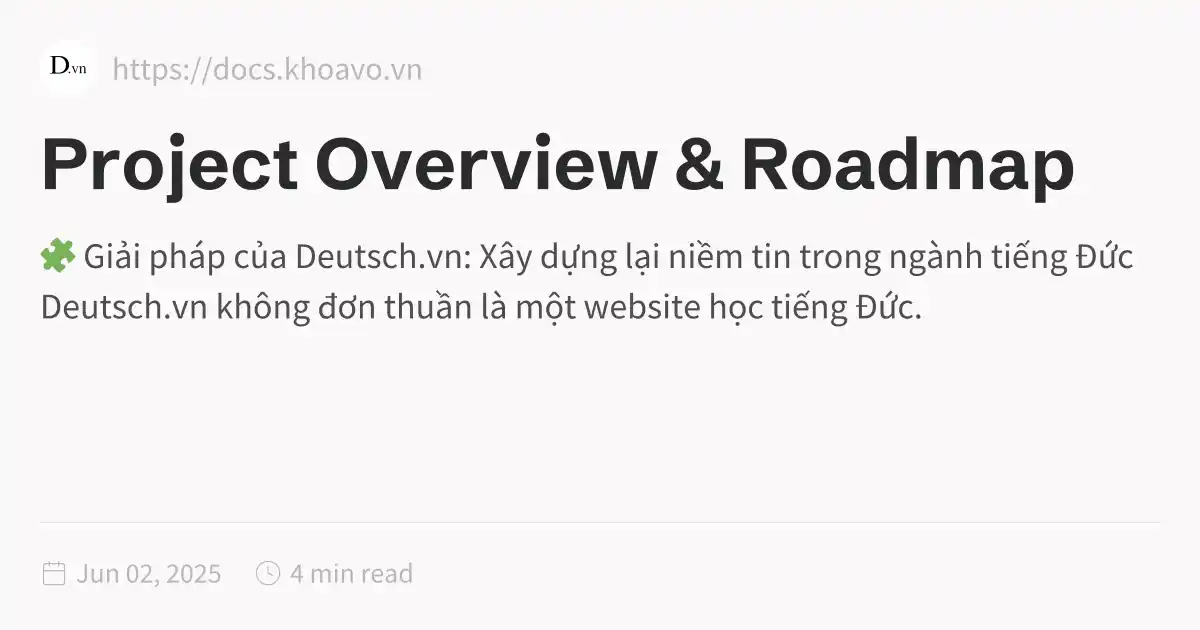 D.vn https://docs.khoavo.vn
Project Overview & Roadmap
🧩 Giải pháp của Deutsch.vn: Xây dựng lại niềm tin trong ngành tiếng Đức
Deutsch.vn không đơn thuần là một website học tiếng Đức.
Jun 02, 2025 4 min read